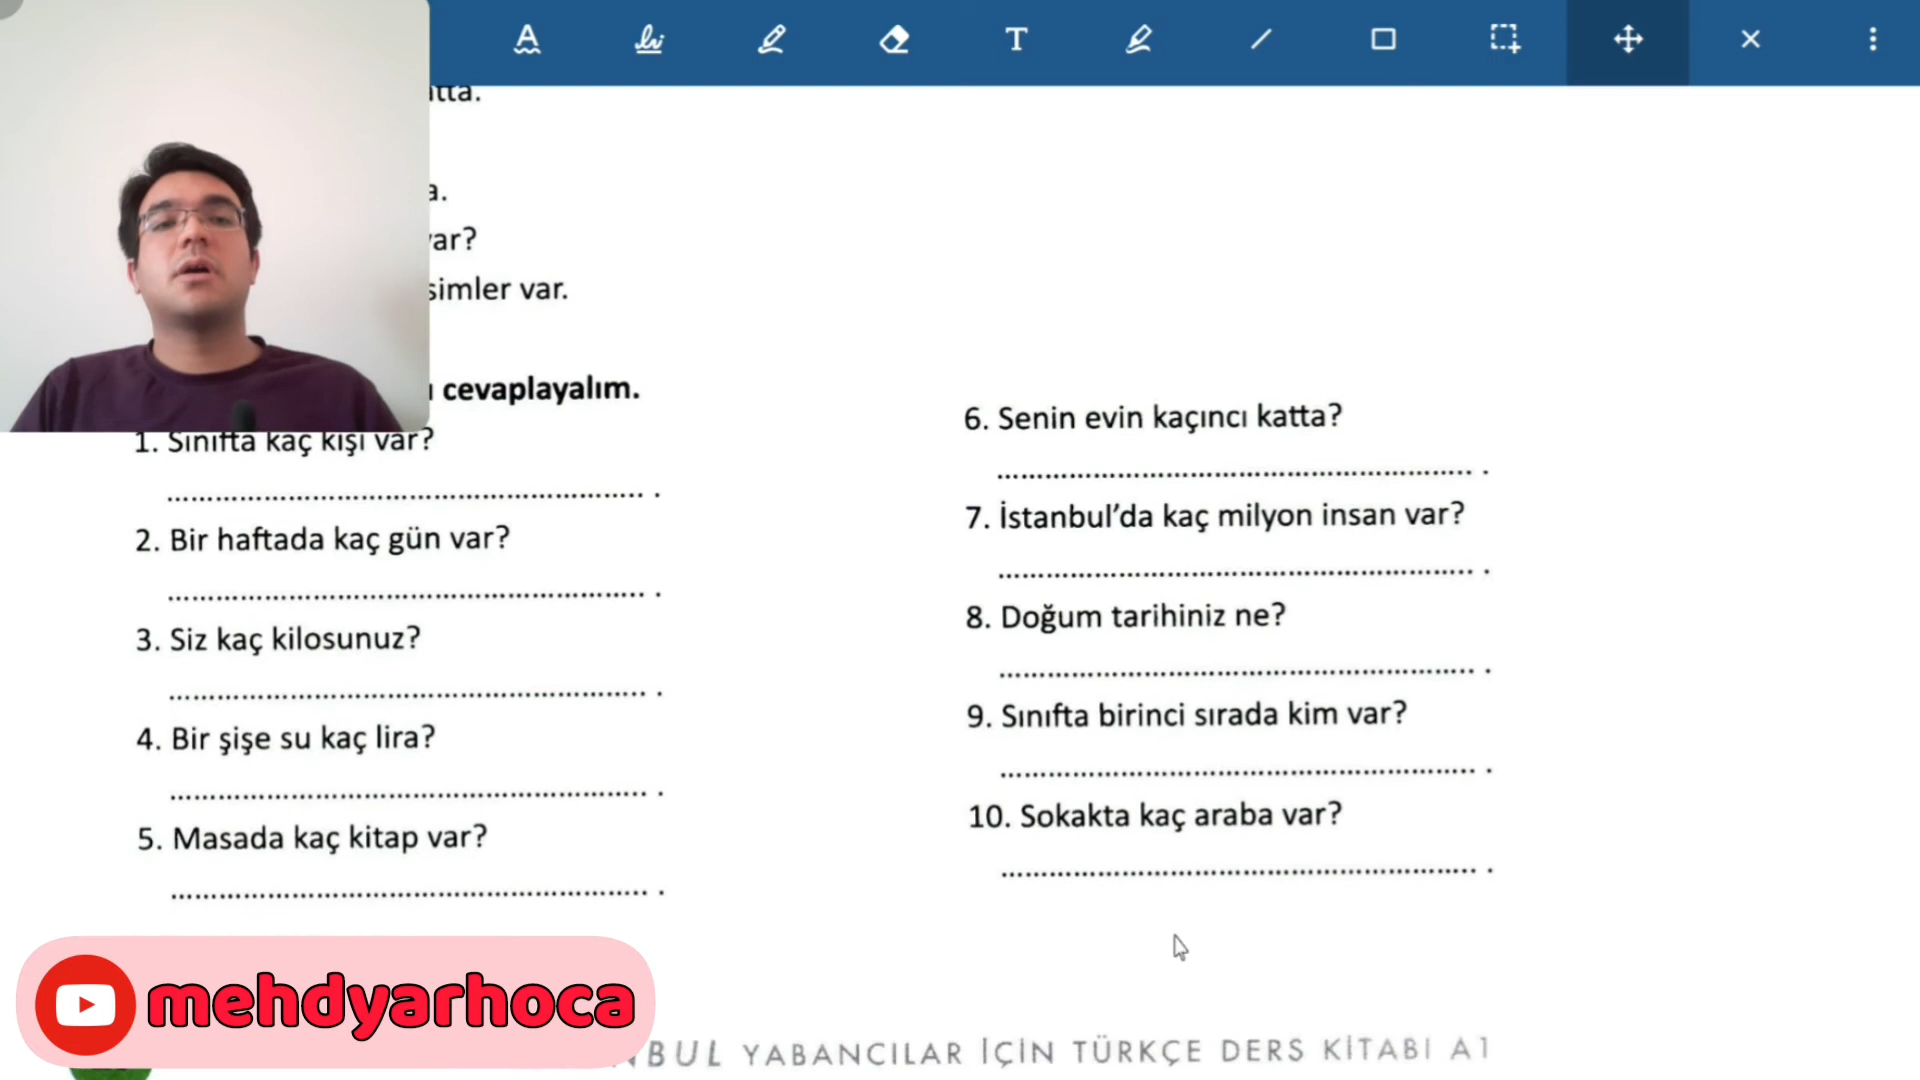 a.
var?
simler var.
cevaplayalım.
1. Sınıfta kaç kişi var?
2. Bir haftada kaç gün var?
3. Siz kaç kilosunuz?
4. Bir şişe su kaç lira?
5. Masada kaç kitap var?
6. Senin evin kaçıncı katta?
7. İstanbul’da kaç milyon insan var?
8. Doğum tarihiniz ne?
9. Sınıfta birinci sırada kim var?
10. Sokakta kaç araba var?
mehdyarhoca
NBUL YABANCILAR İÇİN TÜRKÇE DERS KİTABI A1